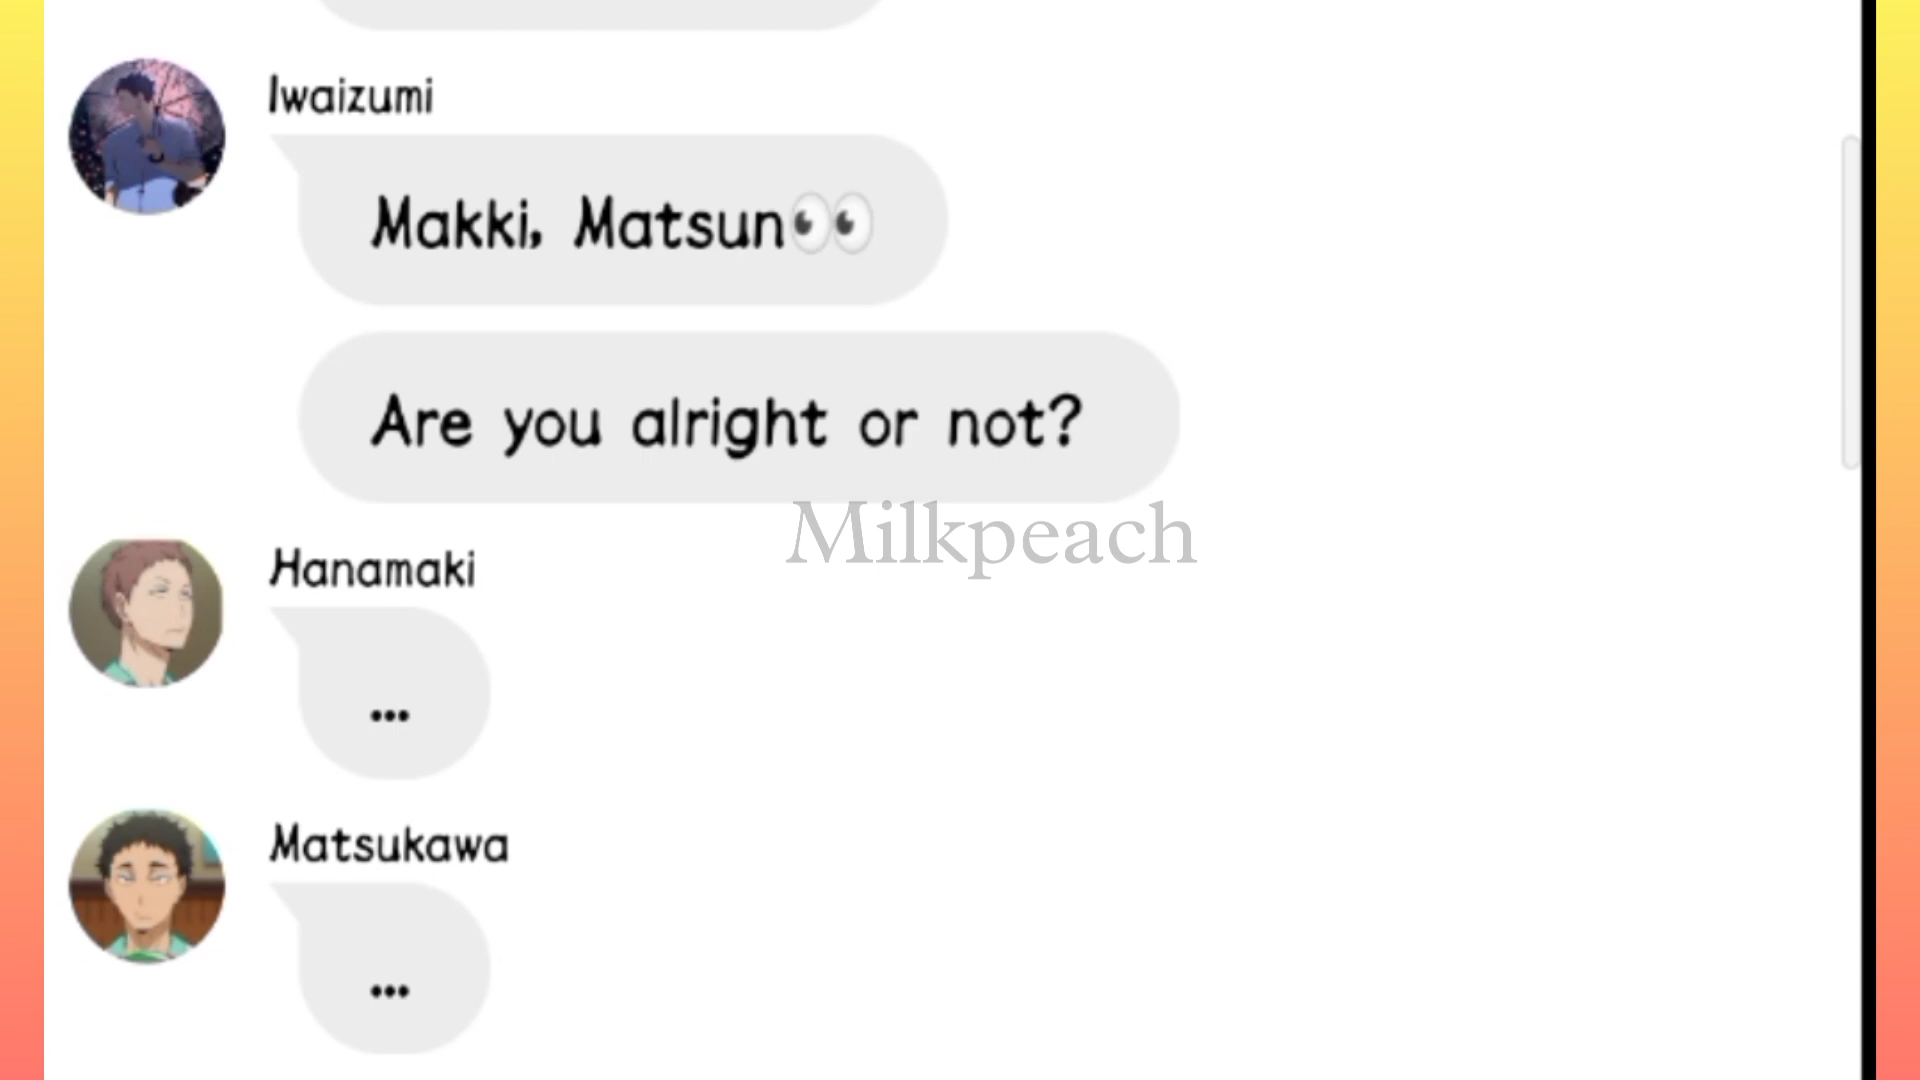 Iwaizumi
Makki, Matsun👀
Are you alright or not?
Milkpeach
Hanamaki
...
Matsukawa
...